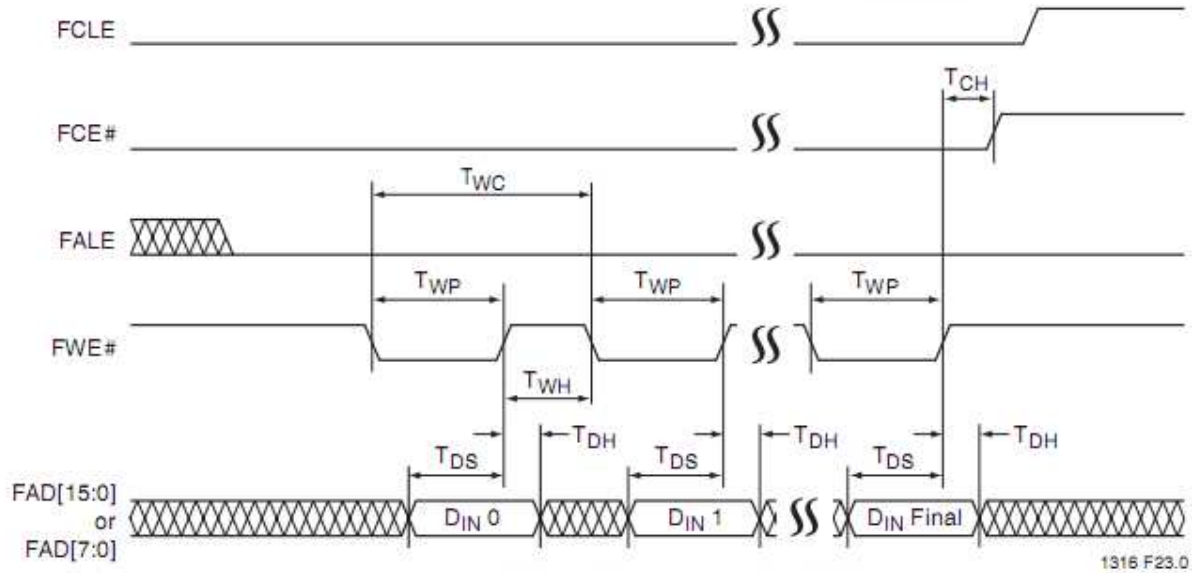 FCLE
TCH
FCE#
TWC
FALE
TWP
TWP
TWP
FWE#
TWH
TDH
TDH
TDH
TDS
TDS
TDS
FAD[15:0]
or
FAD[7:0]
DIN 0
DIN 1
DIN Final
1316 F23.0